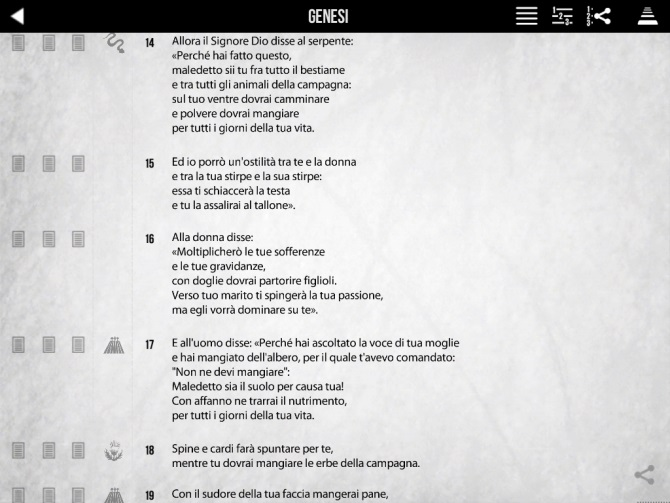 GENESI
14 Allora il Signore Dio disse al serpente:
«Perché hai fatto questo,
maledetto sii tu fra tutto il bestiame
e tra tutti gli animali della campagna:
sul tuo ventre dovrai camminare
e polvere dovrai mangiare
per tutti i giorni della tua vita.
15 Ed io porrò un'ostilità tra te e la donna
e tra la tua stirpe e la sua stirpe:
essa ti schiaccerà la testa
e tu la assalirai al tallone».
16 Alla donna disse:
«Moltiplicherò le tue sofferenze
e le tue gravidanze,
con doglie dovrai partorire figlioli.
Verso tuo marito ti spingerà la tua passione,
ma egli vorrà dominare su te».
17 E all'uomo disse: «Perché hai ascoltato la voce di tua moglie
e hai mangiato dell'albero, per il quale t'avevo comandato:
"Non ne devi mangiare":
Maledetto sia il suolo per causa tua!
Con affanno ne trarrai il nutrimento,
per tutti i giorni della tua vita.
18 Spine e cardi farà spuntare per te,
mentre tu dovrai mangiare le erbe della campagna.
19 Con il sudore della tua faccia mangerai pane,